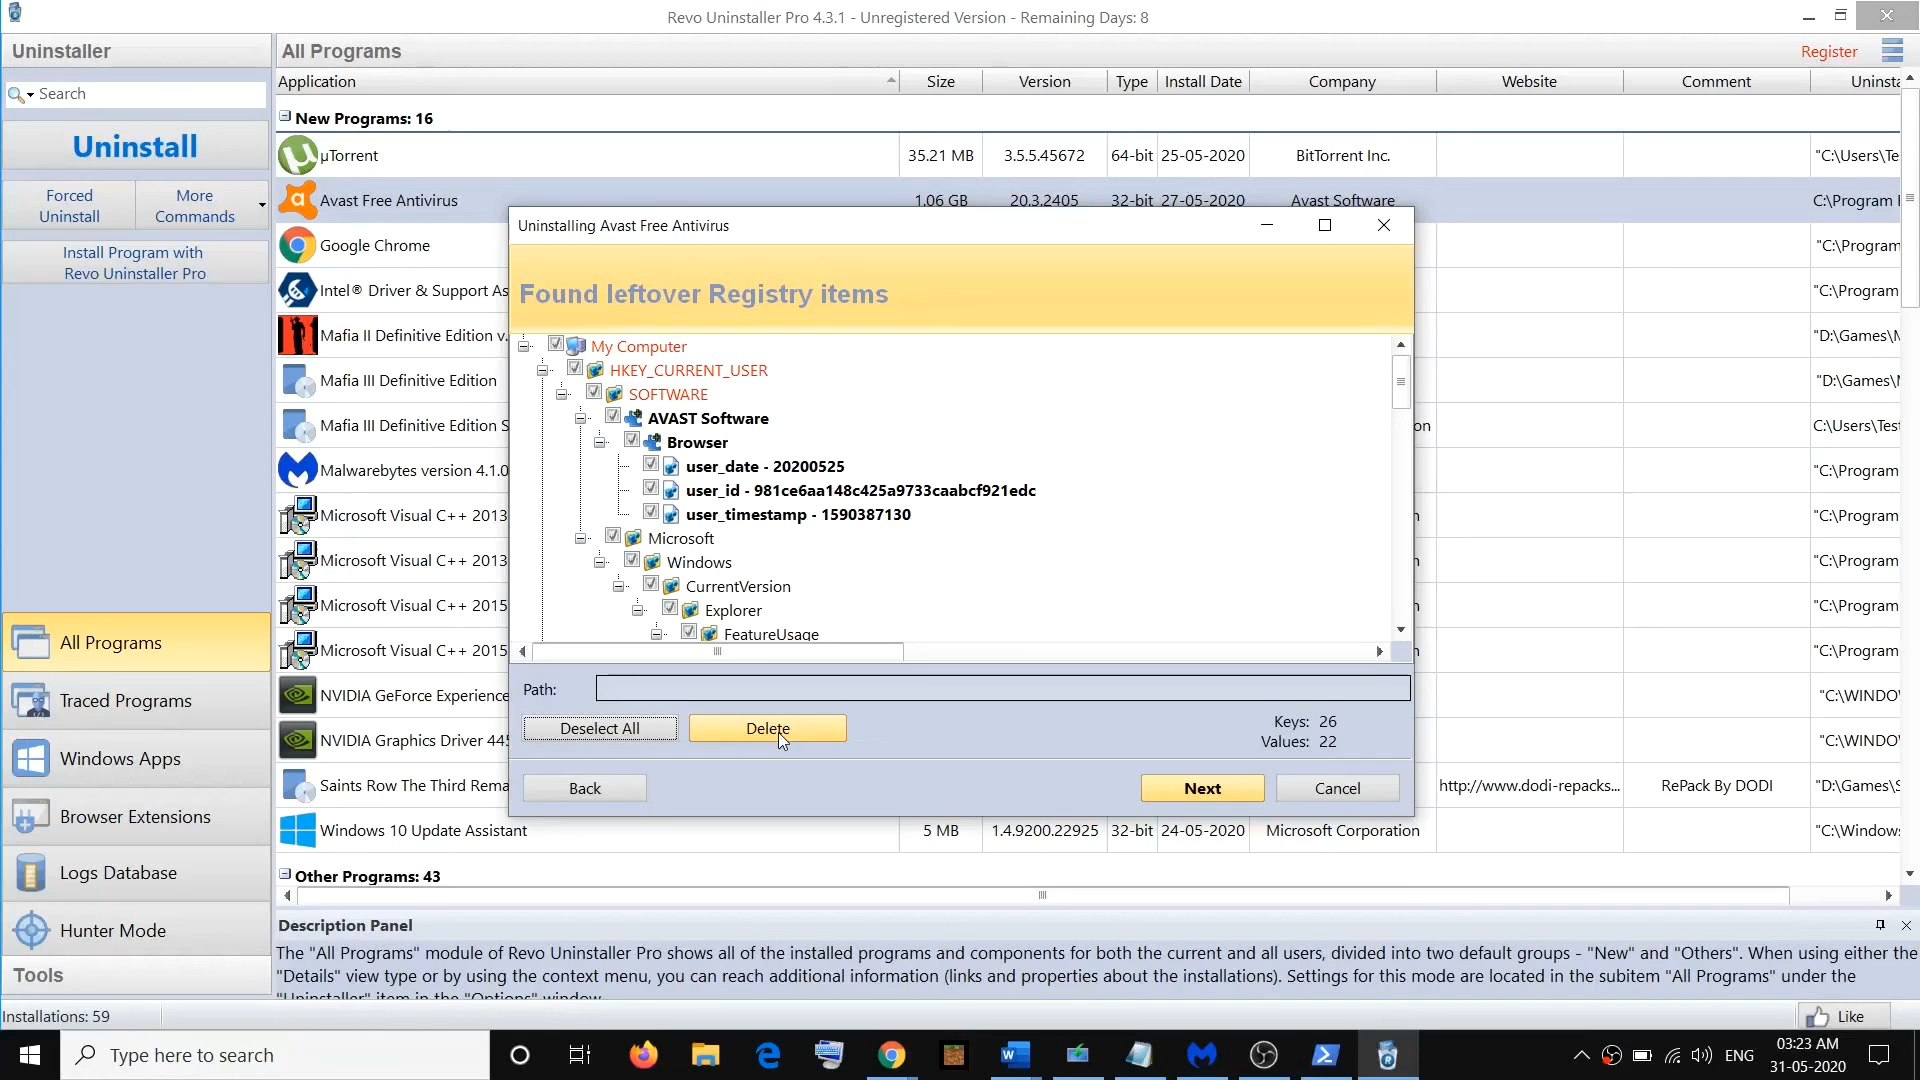 Revo Uninstaller Pro 4.3.1 - Unregistered Version - Remaining Days: 8
Uninstaller
All Programs
Register
Search
Application Size Version Type Install Date Company Website Comment Uninsta
New Programs: 16
Uninstall
µTorrent 35.21 MB 3.5.5.45672 64-bit 25-05-2020 BitTorrent Inc. "C:\Users\Te
Forced
Uninstall
More
Commands
Avast Free Antivirus 1.06 GB 20.3.2405 32-bit 27-05-2020 Avast Software C:\Program
Install Program with
Revo Uninstaller Pro
Google Chrome "C:\Program
Intel® Driver & Support As "C:\Program
Mafia II Definitive Edition v. "D:\Games\
Mafia III Definitive Edition "D:\Games\
Mafia III Definitive Edition S on C:\Users\Test
Malwarebytes version 4.1.0 "C:\Program
Microsoft Visual C++ 2013 n "C:\Program
Microsoft Visual C++ 2013 n "C:\Program
Microsoft Visual C++ 2015 n "C:\Program
Microsoft Visual C++ 2015 n "C:\Program
NVIDIA GeForce Experience "C:\WINDO
NVIDIA Graphics Driver 445 "C:\WINDO
Saints Row The Third Rema http://www.dodi-repacks... RePack By DODI "D:\Games\S
Windows 10 Update Assistant 5 MB 1.4.9200.22925 32-bit 24-05-2020 Microsoft Corporation "C:\Windows
Other Programs: 43
Uninstalling Avast Free Antivirus
Found leftover Registry items
My Computer
HKEY_CURRENT_USER
SOFTWARE
AVAST Software
Browser
user_date - 20200525
user_id - 981ce6aa148c425a9733caabcf921edc
user_timestamp - 1590387130
Microsoft
Windows
CurrentVersion
Explorer
FeatureUsage
Path:
Deselect All
Delete
Keys: 26
Values: 22
Back
Next
Cancel
All Programs
Traced Programs
Windows Apps
Browser Extensions
Logs Database
Hunter Mode
Tools
Description Panel
The "All Programs" module of Revo Uninstaller Pro shows all of the installed programs and components for both the current and all users, divided into two default groups - "New" and "Others". When using either the
"Details" view type or by using the context menu, you can reach additional information (links and properties about the installations). Settings for this mode are located in the subitem "All Programs" under the
"Uninstaller" item in the "Options" window
Installations: 59
Like
Type here to search
ENG
03:23 AM
31-05-2020